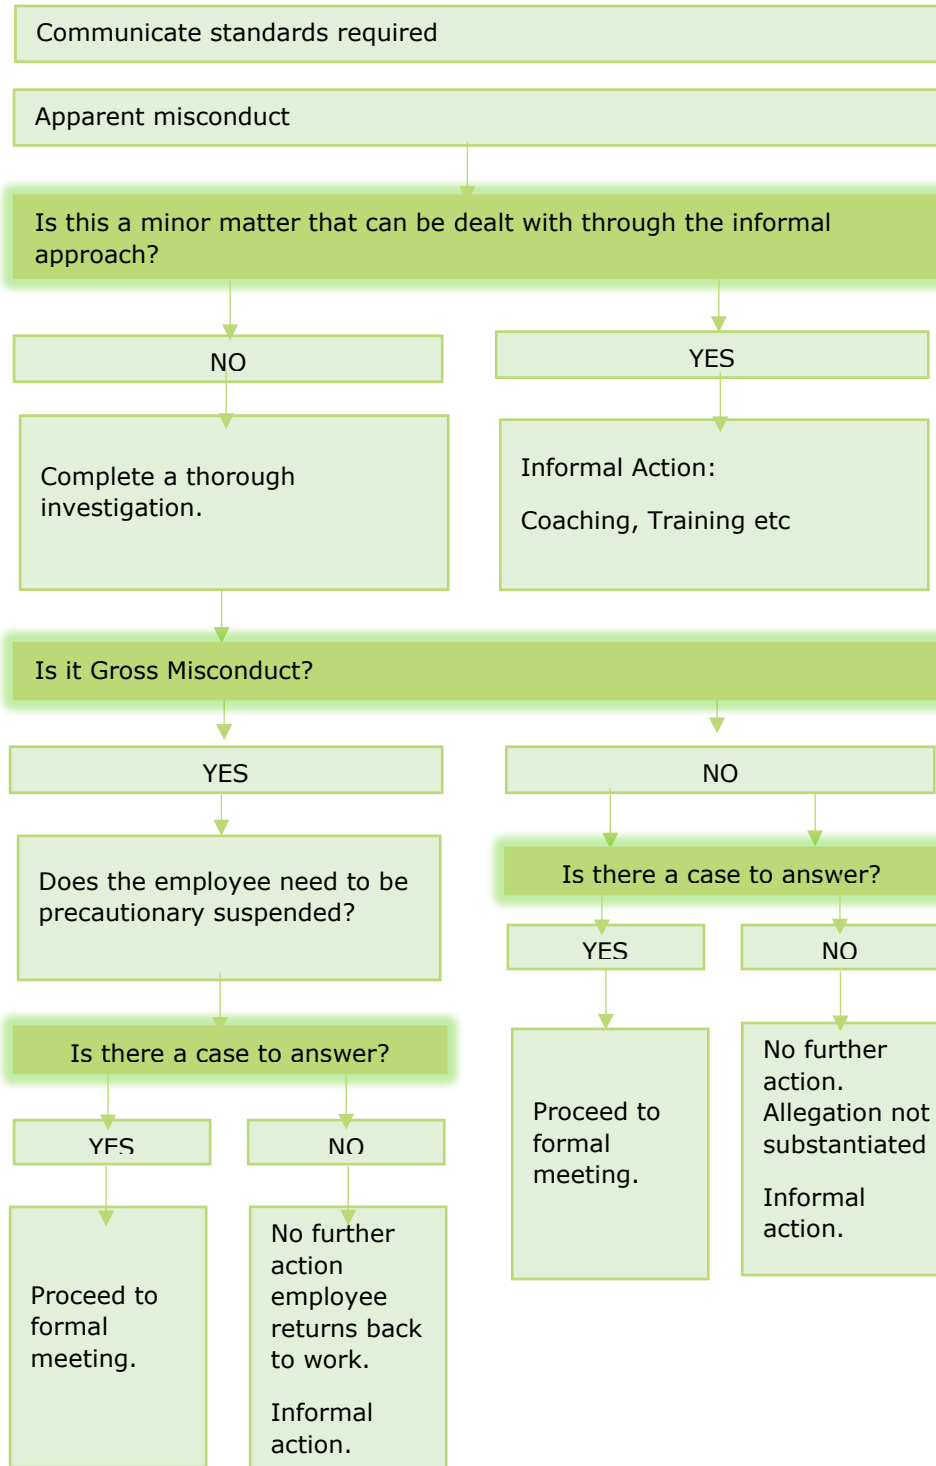 Communicate standards required
Apparent misconduct
Is this a minor matter that can be dealt with through the informal
approach?
NO
YES
Complete a thorough
investigation.
Informal Action:
Coaching, Training etc
Is it Gross Misconduct?
YES
NO
Does the employee need to be
precautionary suspended?
Is there a case to answer?
YES
NO
Proceed to
formal
meeting.
No further
action.
Allegation not
substantiated
Informal
action.
Is there a case to answer?
YES
NO
Proceed to
formal
meeting.
No further
action
employee
returns back
to work.
Informal
action.